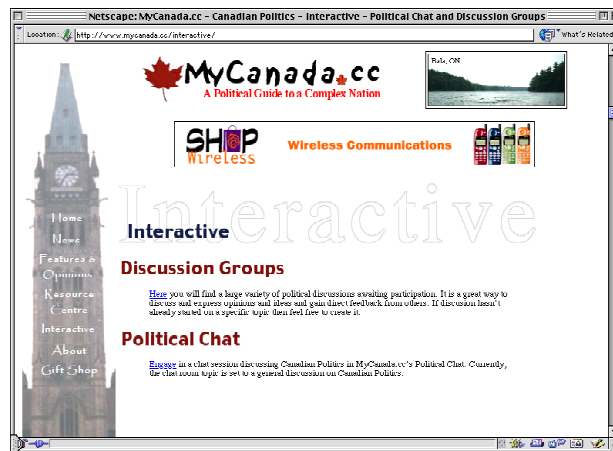 Netscape: MyCanada.cc - Canadian Politics - Interactive - Political Chat and Discussion Groups
Location: http://www.mycanada.cc/interactive/
What's Related
MyCanada.cc
A Political Guide to a Complex Nation
Bala, ON
SHOP
Wireless
Wireless Communications
Interactive
Interactive
Home
News
Features &
Opinions
Resource
Centre
Interactive
About
Gift Shop
Discussion Groups
Here you will find a large variety of political discussions awaiting participation. It is a great way to
discuss and express opinions and ideas and gain direct feedback from others. If discusion hasn't
already started on a specific topic then feel free to create it.
Political Chat
Engage in a chat session discussing Canadian Politics in MyCanada.cc's Political Chat. Currently,
the chat room topic is set to a general discussion on Canadian Politics.